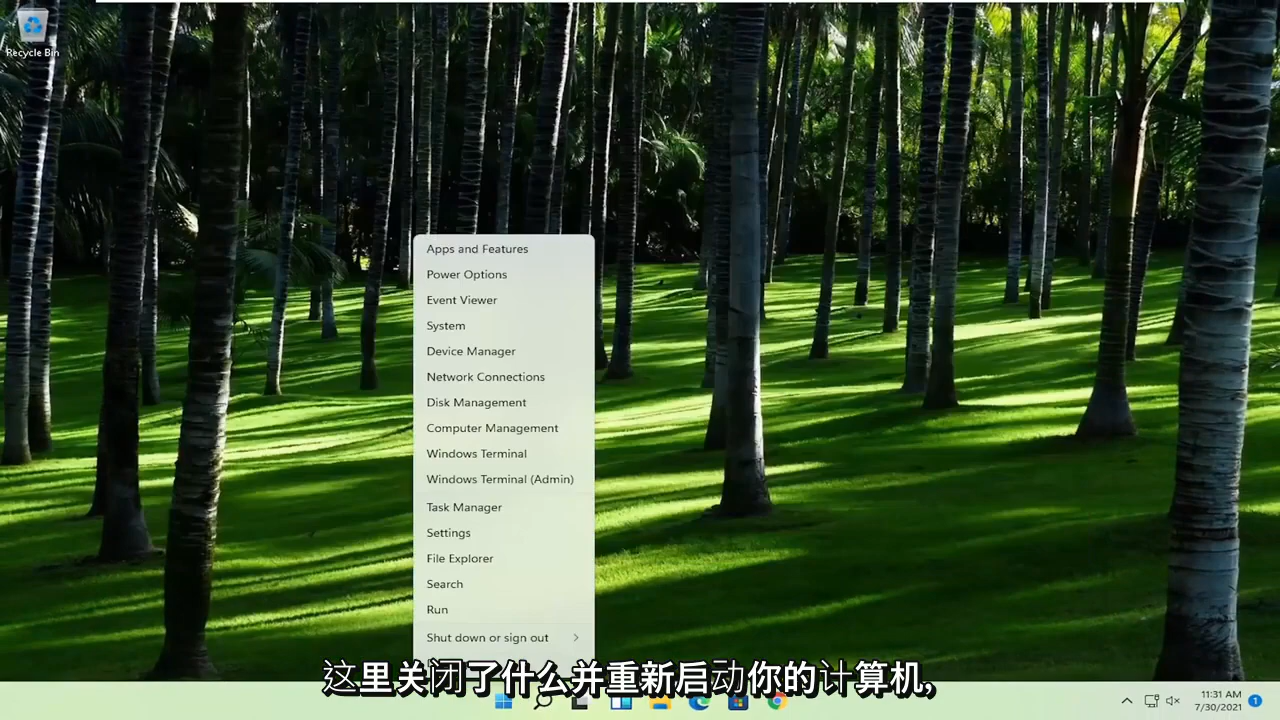 Recycle Bin
Apps and Features
Power Options
Event Viewer
System
Device Manager
Network Connections
Disk Management
Computer Management
Windows Terminal
Windows Terminal (Admin)
Task Manager
Settings
File Explorer
Search
Run
Shut down or sign out
这里关闭了什么并重新启动你的计算机,
11:31 AM
7/30/2021
1